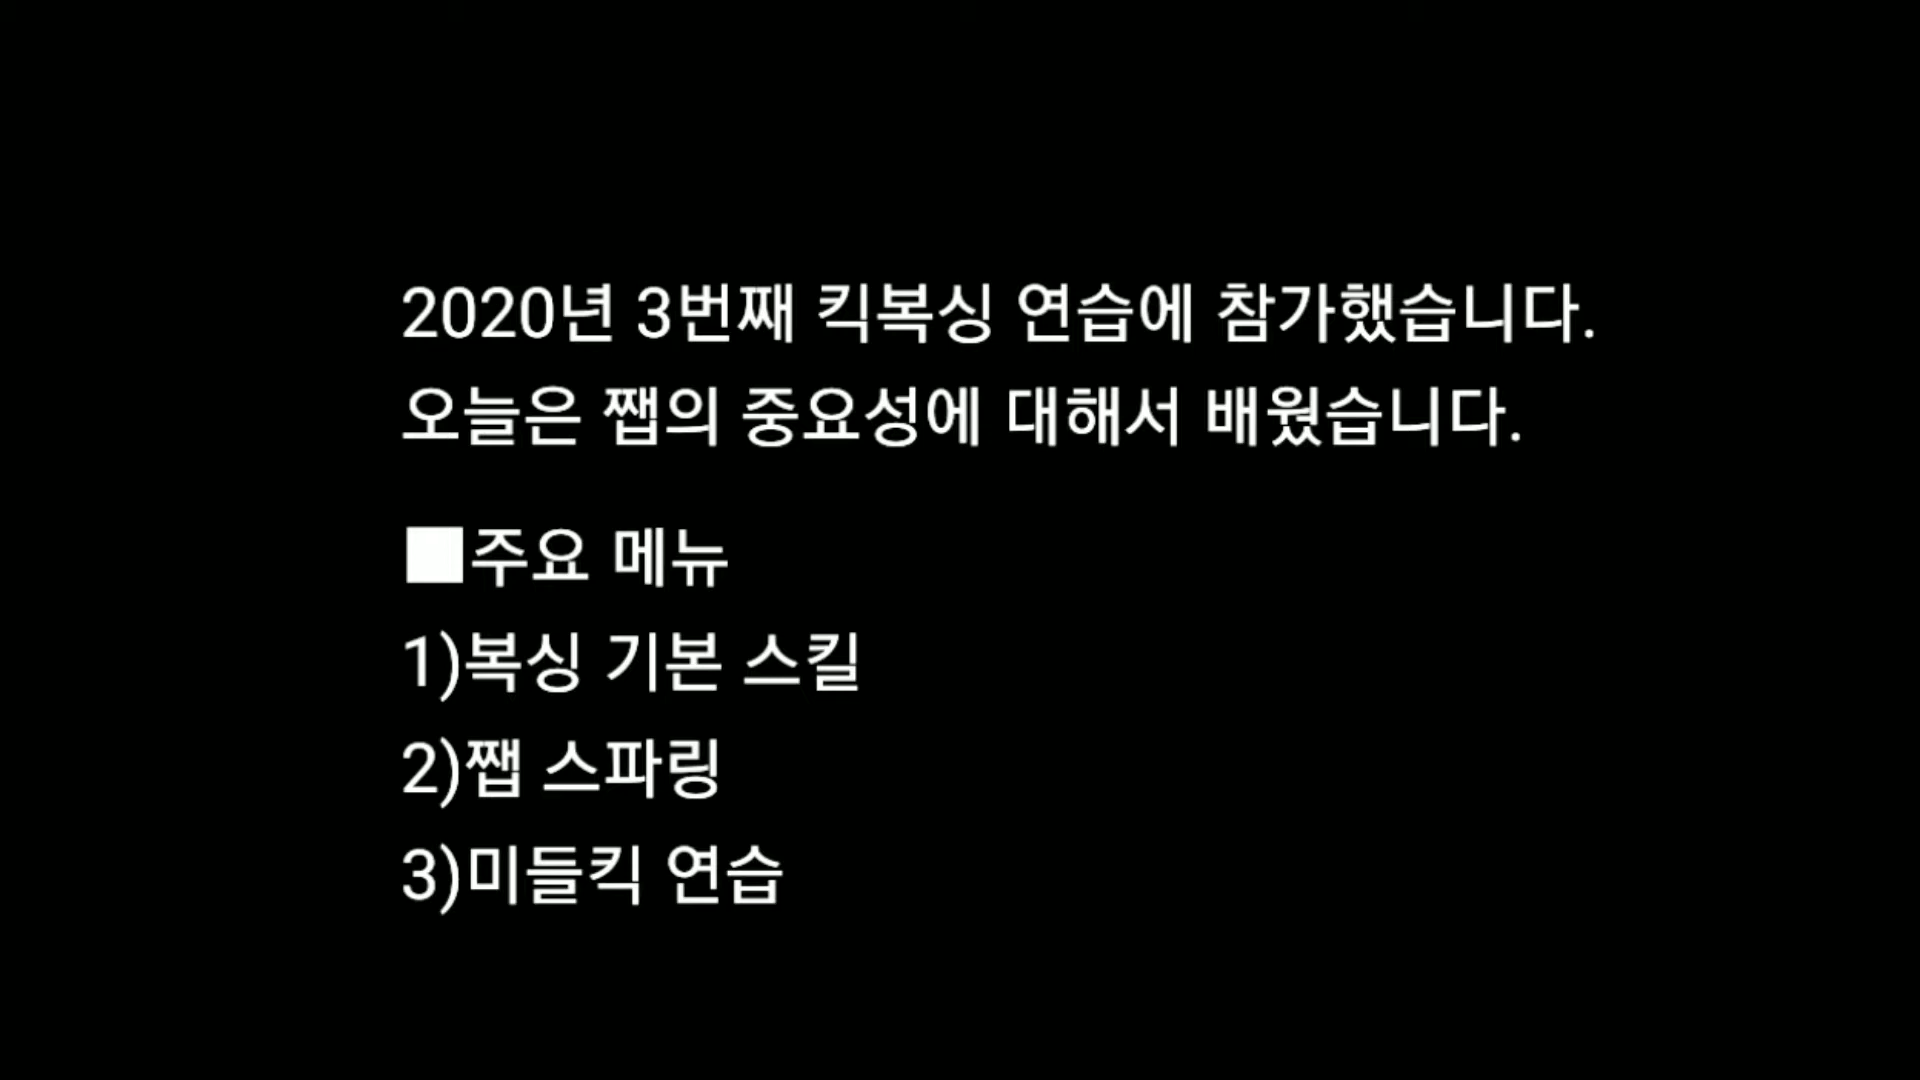 2020년 3번째 킥복싱 연습에 참가했습니다.
오늘은 쨉의 중요성에 대해서 배웠습니다.
■주요 메뉴
1)복싱 기본 스킬
2)쨉 스파링
3)미들킥 연습